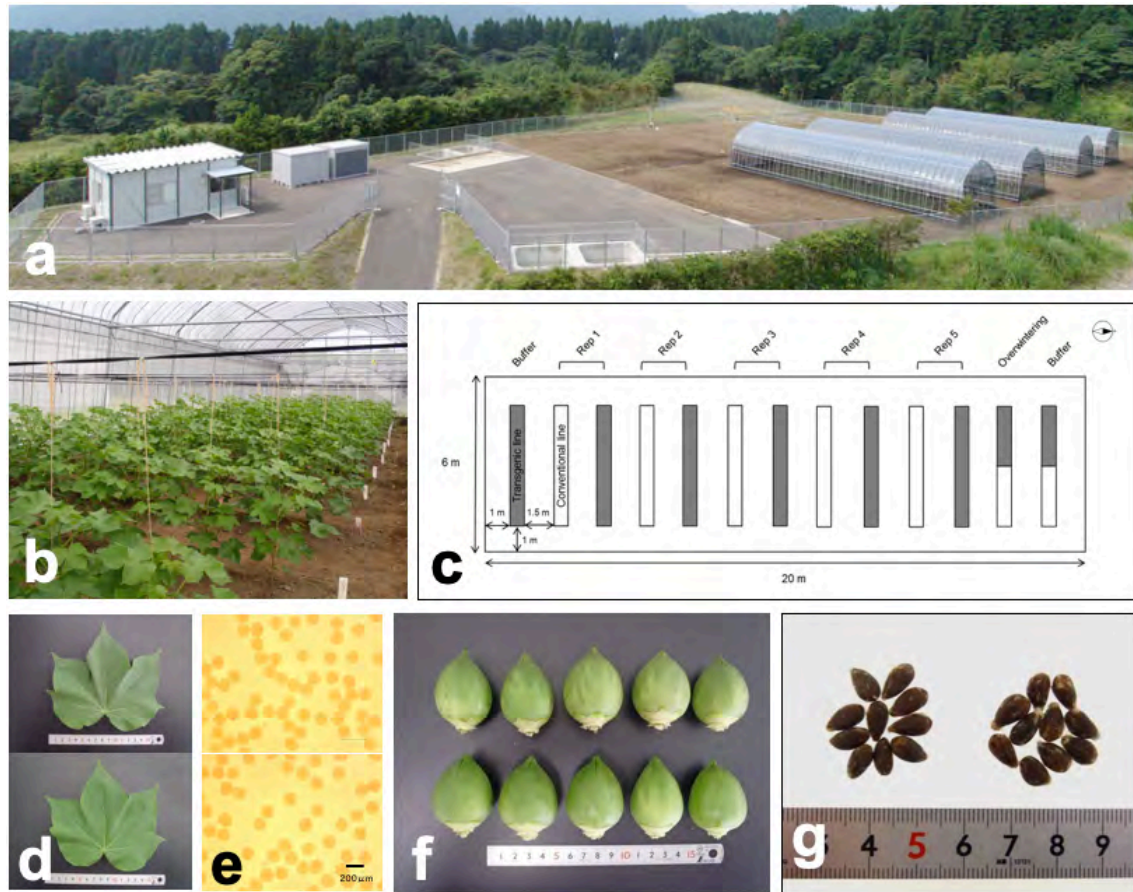 a
b
Buffer
Rep 1
Rep 2
Rep 3
Rep 4
Rep 5
Overwintering
Buffer
6 m
Transgenic line
Conventional line
1 m
1.5 m
1 m
20 m
c
d
e
200μm
f
1 2 3 4 5 6 7 8 9 10 1 2 3 4 15
g
4 5 6 7 8 9